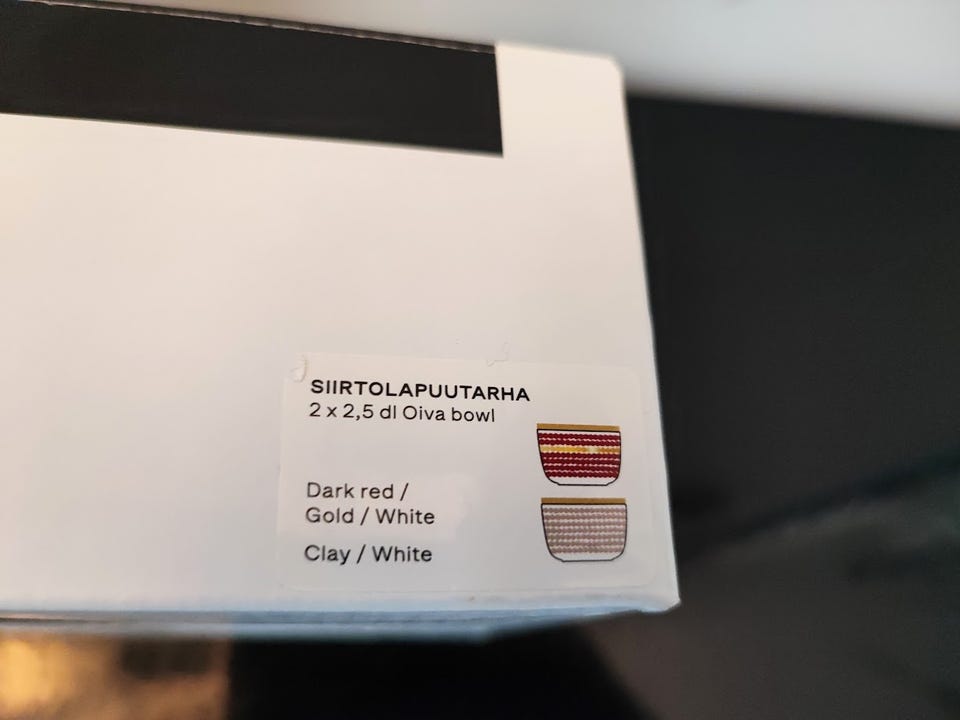 SIIRTOLAPUUTARHA
2 x 2,5 dl Oiva bowl
Dark red /
Gold / White
Clay / White